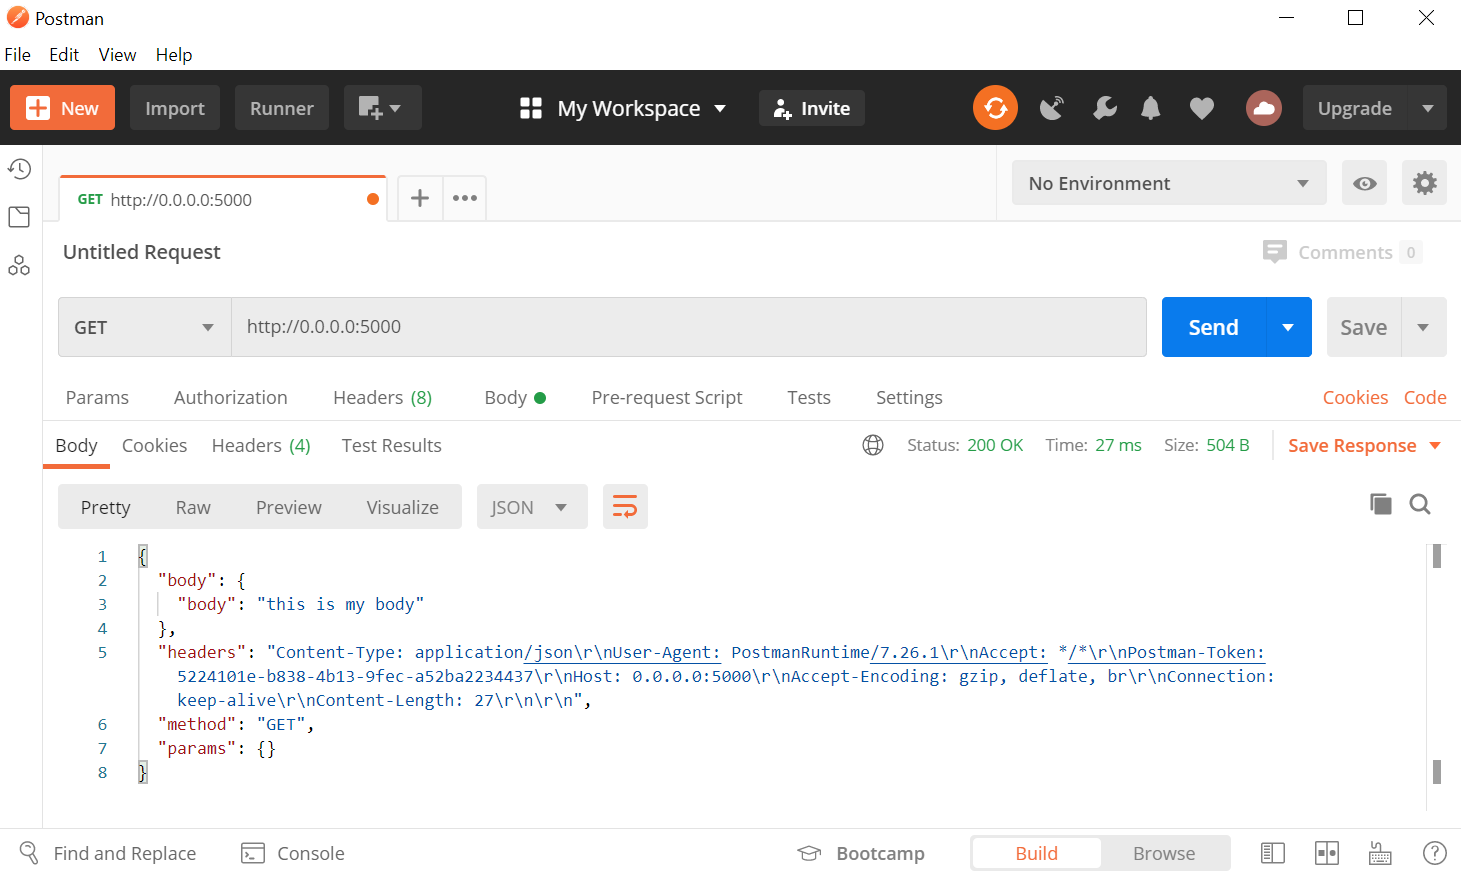 Postman
File Edit View Help
New Import Runner My Workspace Invite Upgrade
GET http://0.0.0.0:5000 No Environment
Untitled Request Comments 0
GET http://0.0.0.0:5000 Send Save
Params Authorization Headers (8) Body Pre-request Script Tests Settings Cookies Code
Body Cookies Headers (4) Test Results Status: 200 OK Time: 27 ms Size: 504 B Save Response
Pretty Raw Preview Visualize JSON
1 {
2 "body": {
3 "body": "this is my body"
4 },
5 "headers": "Content-Type: application/json\r\nUser-Agent: PostmanRuntime/7.26.1\r\nAccept: */*\r\nPostman-Token:
5224101e-b838-4b13-9fec-a52ba2234437\r\nHost: 0.0.0.0:5000\r\nAccept-Encoding: gzip, deflate, br\r\nConnection:
keep-alive\r\nContent-Length: 27\r\n\r\n",
6 "method": "GET",
7 "params": {}
8 }
Find and Replace Console Bootcamp Build Browse